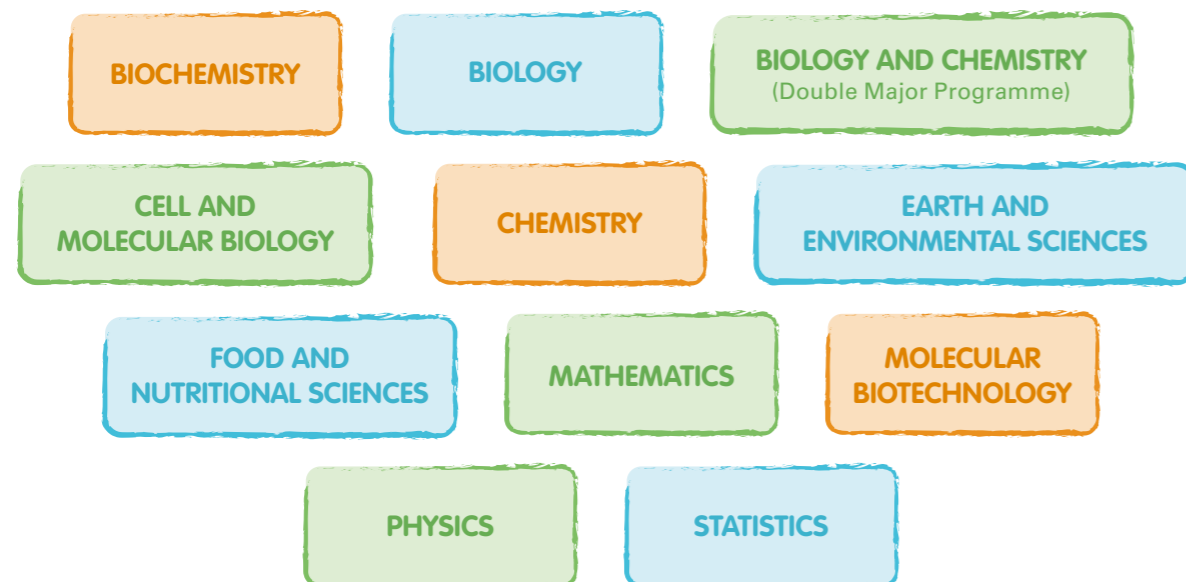 BIOCHEMISTRY
BIOLOGY
BIOLOGY AND CHEMISTRY
(Double Major Programme)
CELL AND
MOLECULAR BIOLOGY
CHEMISTRY
EARTH AND
ENVIRONMENTAL SCIENCES
FOOD AND
NUTRITIONAL SCIENCES
MATHEMATICS
MOLECULAR
BIOTECHNOLOGY
PHYSICS
STATISTICS